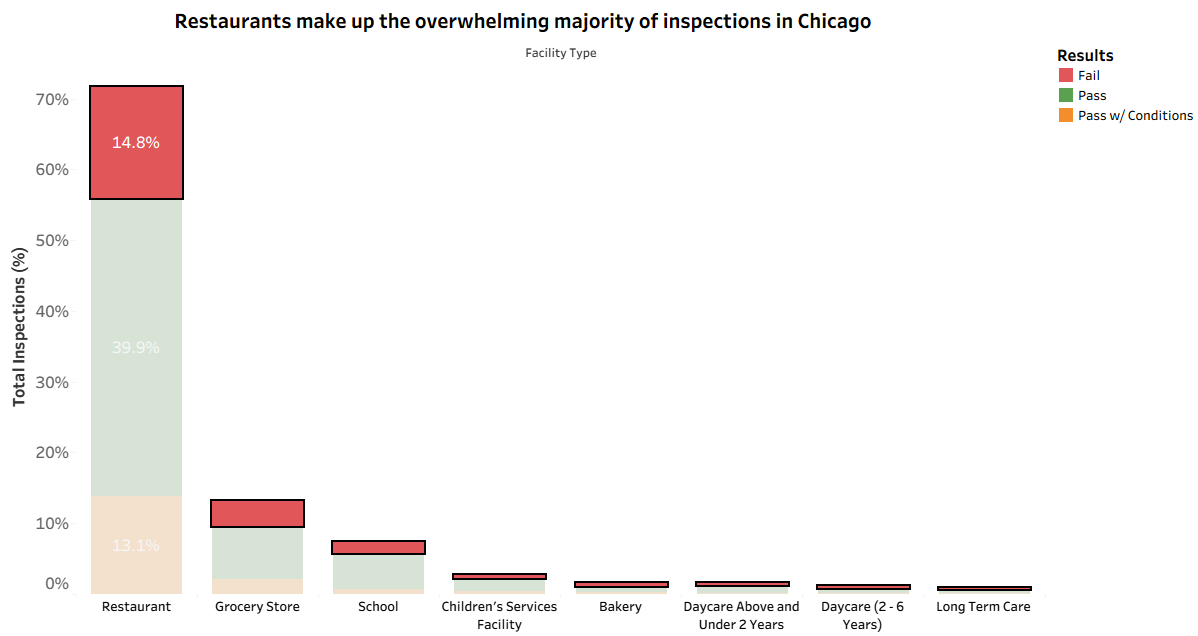 Restaurants make up the overwhelming majority of inspections in Chicago
Facility Type
Results
Fail
Pass
Pass w/ Conditions
Total Inspections (%)
70%
60%
50%
40%
30%
20%
10%
0%
14.8%
39.9%
13.1%
Restaurant
Grocery Store
School
Children's Services
Facility
Bakery
Daycare Above and
Under 2 Years
Daycare (2 - 6
Years)
Long Term Care